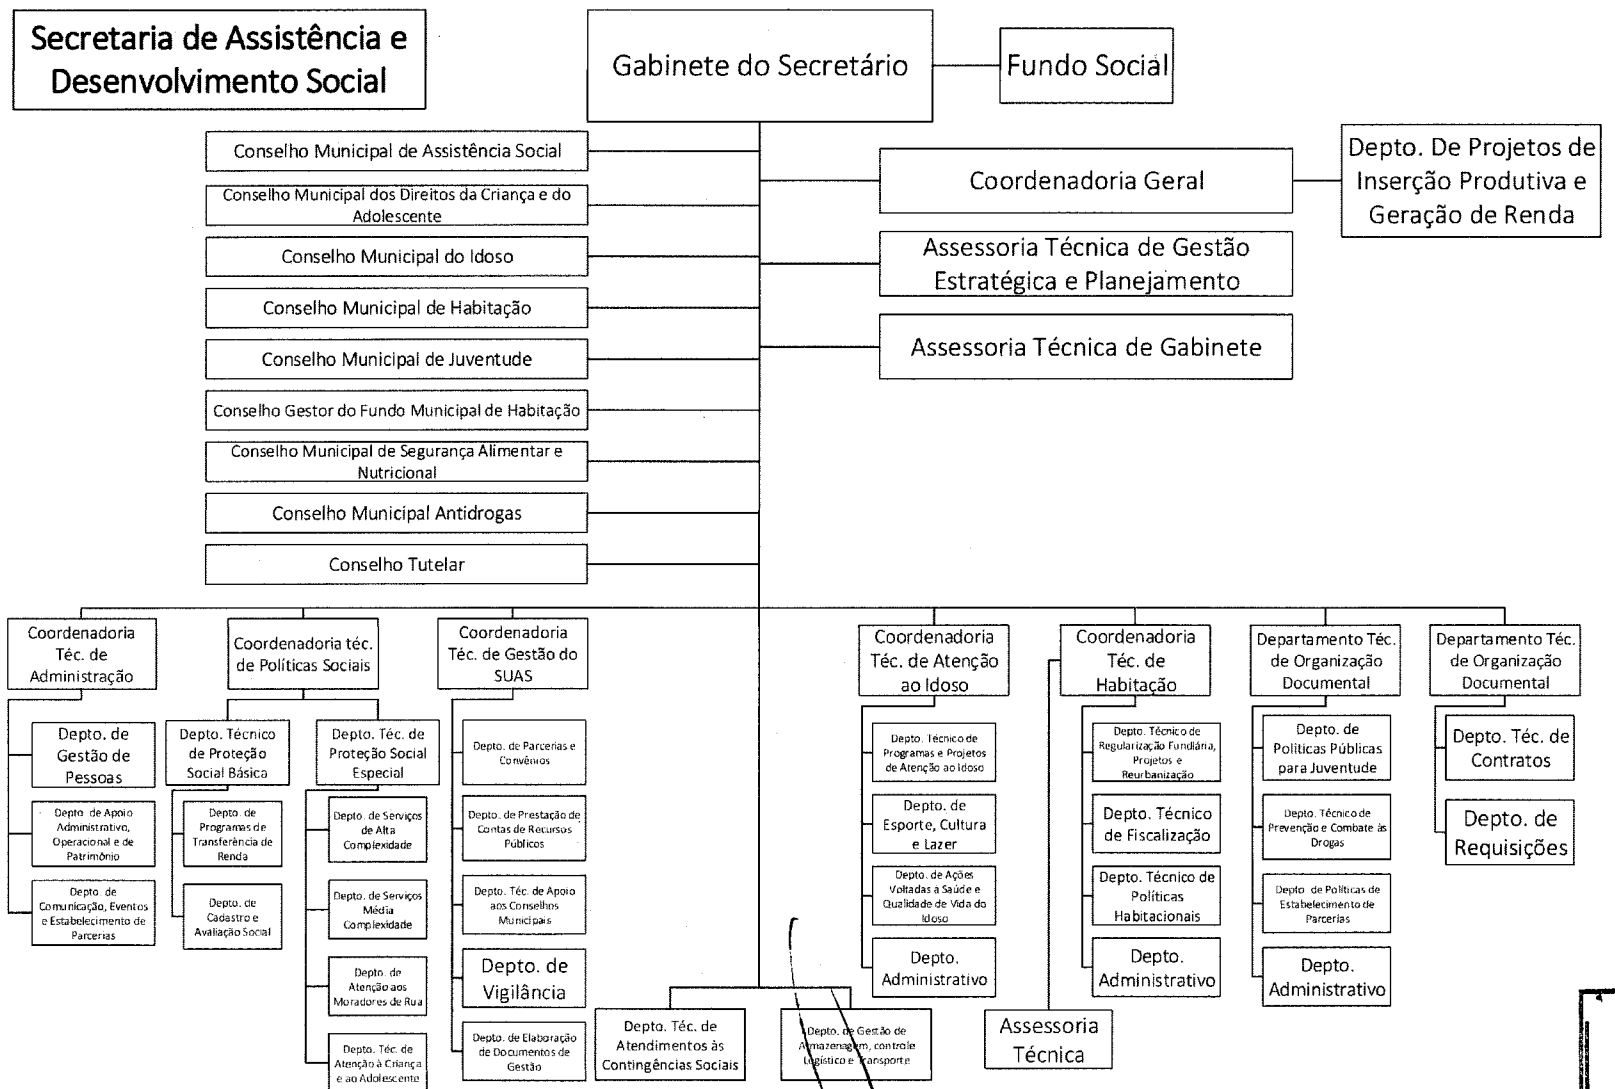 Secretaria de Assistência e
Desenvolvimento Social
Gabinete do Secretário
Fundo Social
Conselho Municipal de Assistência Social
Conselho Municipal dos Direitos da Criança e do
Adolescente
Conselho Municipal do Idoso
Conselho Municipal de Habitação
Conselho Municipal de Juventude
Conselho Gestor do Fundo Municipal de Habitação
Conselho Municipal de Segurança Alimentar e
Nutricional
Conselho Municipal Antidrogas
Conselho Tutelar
Coordenadoria Geral
Depto. De Projetos de
Inserção Produtiva e
Geração de Renda
Assessoria Técnica de Gestão
Estratégica e Planejamento
Assessoria Técnica de Gabinete
Coordenadoria
Téc. de
Administração
Depto. de
Gestão de
Pessoas
Depto. de Apoio
Administrativo,
Operacional e de
Patrimônio
Depto. de
Comunicação, Eventos
e Estabelecimento de
Parcerias
Coordenadoria téc.
de Políticas Sociais
Depto. Técnico
de Proteção
Social Básica
Depto. de
Programas de
Transferência de
Renda
Depto. de
Cadastro e
Avaliação Social
Depto. Téc. de
Proteção Social
Especial
Depto. de Serviços
de Alta
Complexidade
Depto. de Serviços
Média
Complexidade
Depto. de
Atenção aos
Moradores de Rua
Depto. Téc. de
Atenção à Criança
e ao Adolescente
Coordenadoria
Téc. de Gestão do
SUAS
Depto. de Parcerias e
Convênios
Depto. de Prestação de
Contas de Recursos
Públicos
Depto. Téc. de Apoio
aos Conselhos
Municipais
Depto. de
Vigilância
Depto. de Elaboração
de Documentos de
Gestão
Depto. Téc. de
Atendimentos às
Contingências Sociais
Depto. de Gestão de
Armazenagem, controle
Logístico e Transporte
Coordenadoria
Téc. de Atenção
ao Idoso
Depto. Técnico de
Programas e Projetos
de Atenção ao Idoso
Depto. de
Esporte, Cultura
e Lazer
Depto. de Ações
Voltadas à Saúde e
Qualidade de Vida do
Idoso
Depto.
Administrativo
Coordenadoria
Téc. de
Habitação
Depto. Técnico de
Regularização Fundiária,
Projetos e
Reurbanização
Depto. Técnico
de Fiscalização
Depto. Técnico de
Políticas
Habitacionais
Depto.
Administrativo
Assessoria
Técnica
Departamento Téc.
de Organização
Documental
Depto. de
Políticas Públicas
para Juventude
Depto. Técnico de
Prevenção e Combate às
Drogas
Depto de Políticas de
Estabelecimento de
Parcerias
Depto.
Administrativo
Departamento Téc.
de Organização
Documental
Depto. Téc. de
Contratos
Depto. de
Requisições